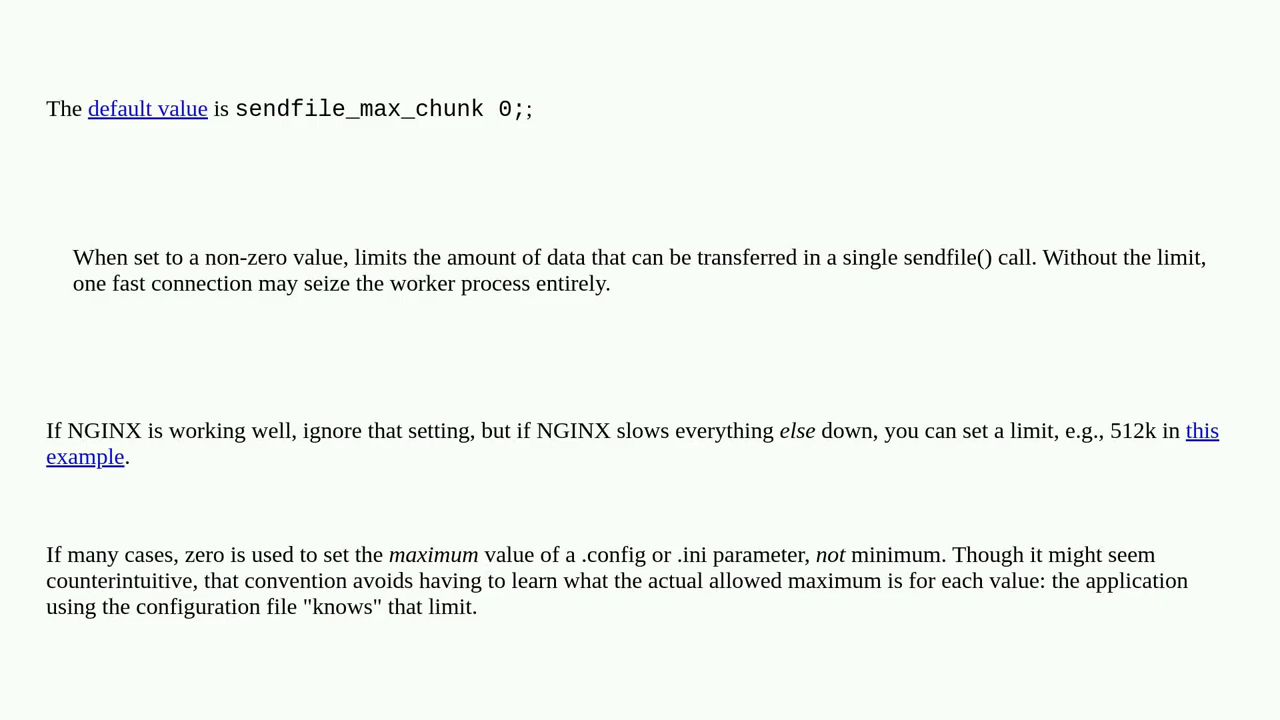 The default value is sendfile_max_chunk 0;;
When set to a non-zero value, limits the amount of data that can be transferred in a single sendfile() call. Without the limit,
one fast connection may seize the worker process entirely.
If NGINX is working well, ignore that setting, but if NGINX slows everything else down, you can set a limit, e.g., 512k in this
example.
If many cases, zero is used to set the maximum value of a .config or .ini parameter, not minimum. Though it might seem
counterintuitive, that convention avoids having to learn what the actual allowed maximum is for each value: the application
using the configuration file "knows" that limit.